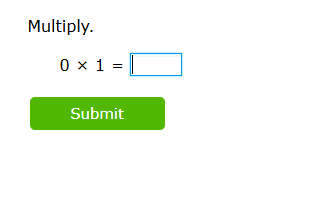 Multiply.
0 × 1 =
Submit